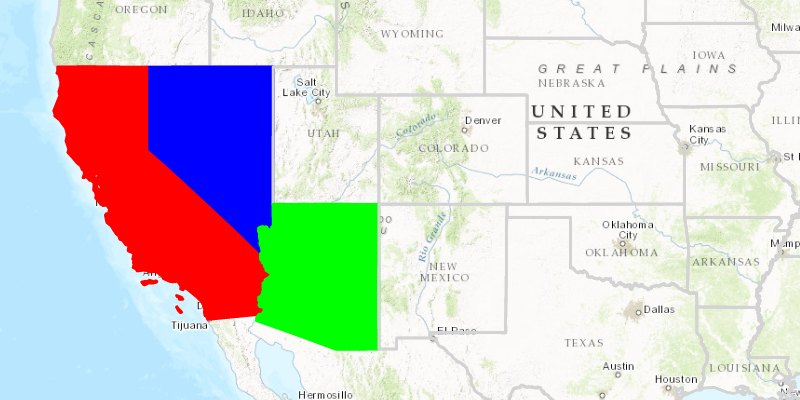 OREGON
IDAHO
CASCA
WYOMING
Milwa
IOWA
GREAT PLAINS
NEBRASKA
Salt
Lake City
UNITED
STATES
Denver
Colorado
UTAH
COLORADO
Kansas
City
ILLIN
KANSAS
MISSOURI
St
Arkansas
Rio Grande
Oklahoma
City
OKLAHOMA
Memp
ARKANSAS
NEW
MEXICO
Dallas
Tijuana
El Paso
TEXAS
Austin
LOUISIANA
Houston
Hermosillo